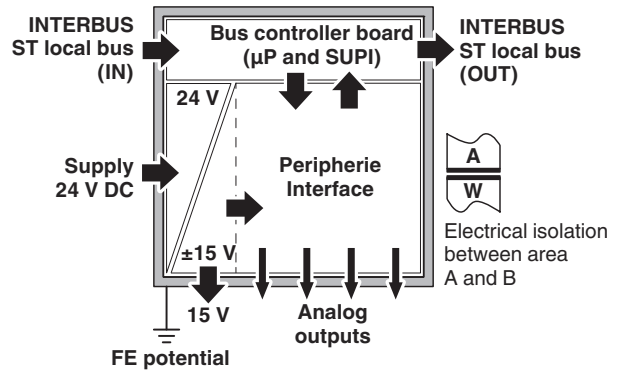 INTERBUS
ST local bus
(IN)
Bus controller board
(µP and SUPI)
INTERBUS
ST local bus
(OUT)
24 V
Supply
24 V DC
Peripherie
Interface
A
W
Electrical isolation
between area
A and B
±15 V
15 V
Analog
outputs
FE potential